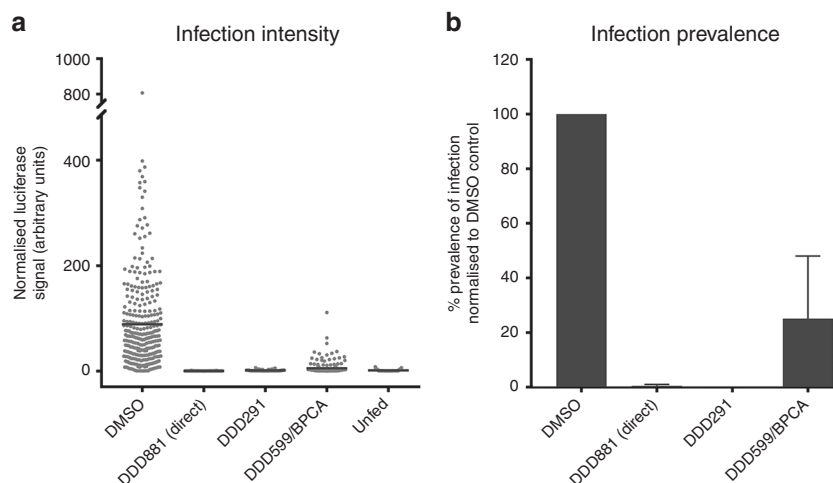 a
Infection intensity
Normalised luciferase
signal (arbitrary units)
1000
800
400
200
0
DMSO
DDD881 (direct)
DDD291
DDD599/BPCA
Unfed
b
Infection prevalence
% prevalence of infection
normalised to DMSO control
120
100
80
60
40
20
0
DMSO
DDD881 (direct)
DDD291
DDD599/BPCA